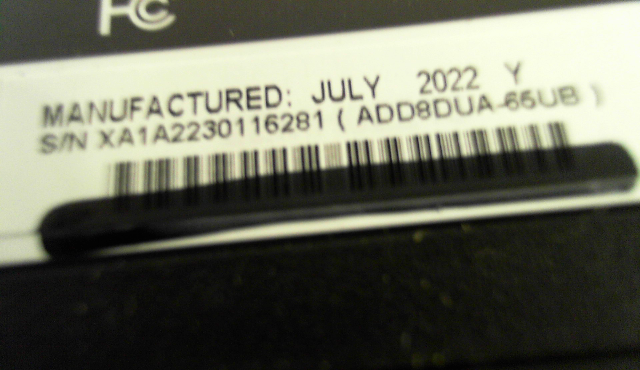 FC
MANUFACTURED: JULY 2022 Y
S/N XA1A2230116281 ( ADD8DUA-65UB )